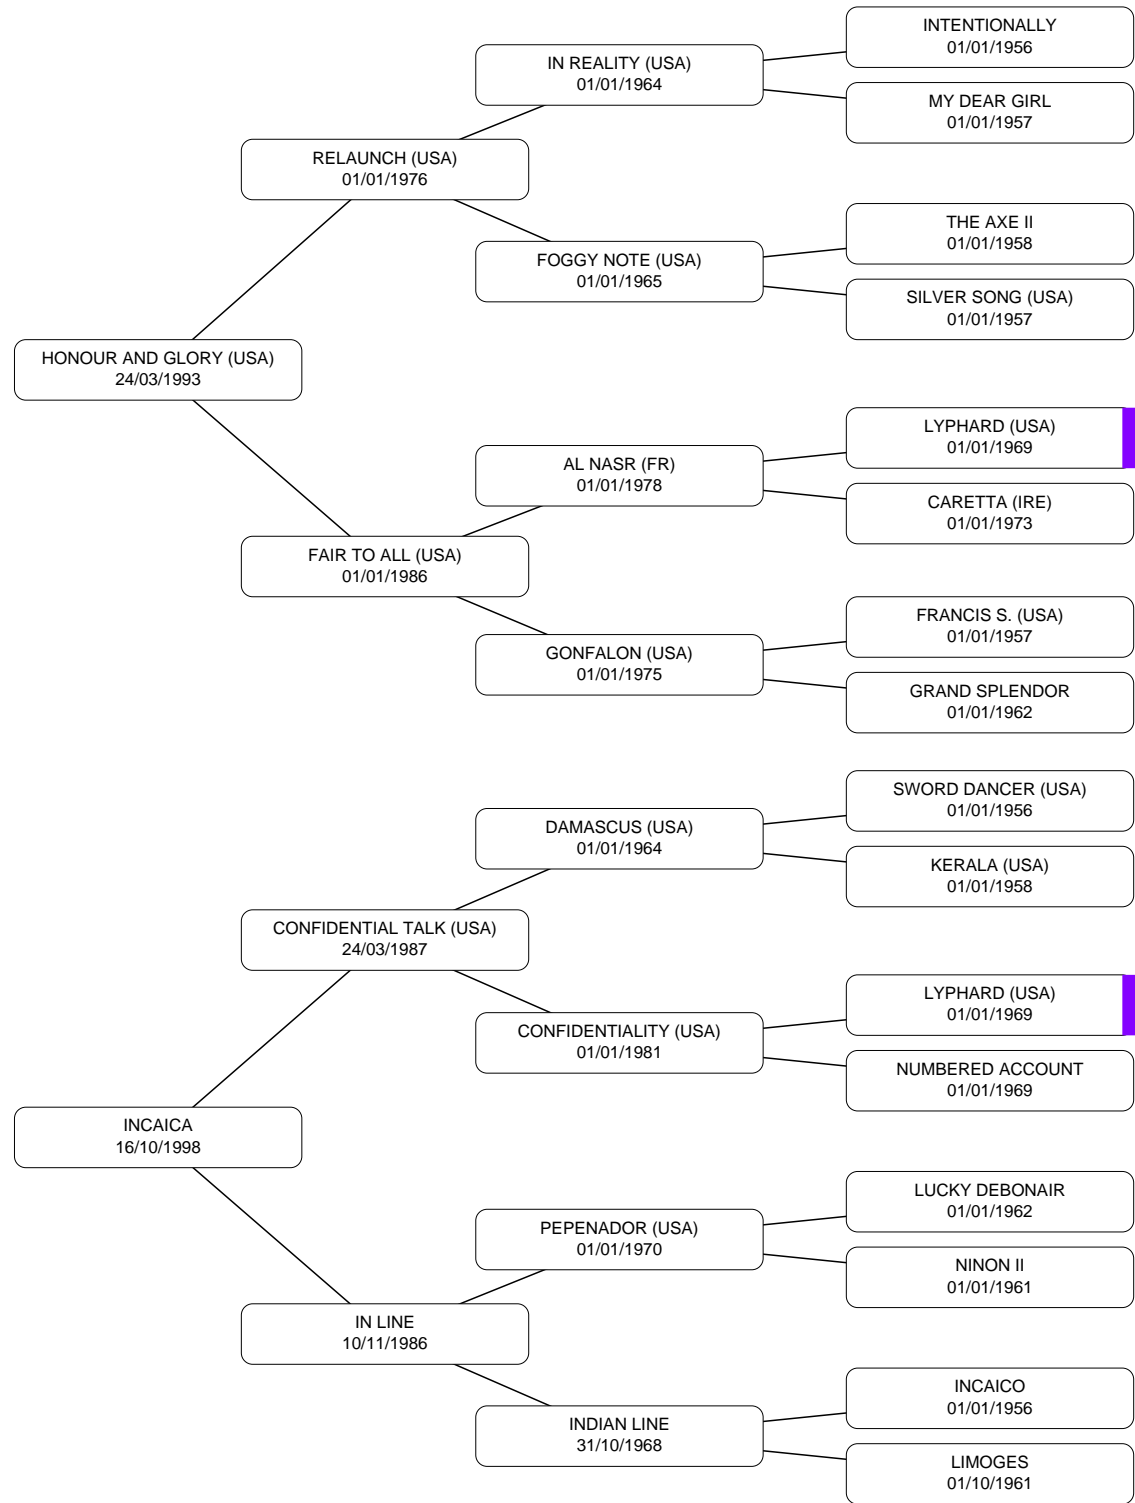 INTENTIONALLY
01/01/1956
IN REALITY (USA)
01/01/1964
MY DEAR GIRL
01/01/1957
RELAUNCH (USA)
01/01/1976
THE AXE II
01/01/1958
FOGGY NOTE (USA)
01/01/1965
SILVER SONG (USA)
01/01/1957
HONOUR AND GLORY (USA)
24/03/1993
LYPHARD (USA)
01/01/1969
AL NASR (FR)
01/01/1978
CARETTA (IRE)
01/01/1973
FAIR TO ALL (USA)
01/01/1986
FRANCIS S. (USA)
01/01/1957
GONFALON (USA)
01/01/1975
GRAND SPLENDOR
01/01/1962
SWORD DANCER (USA)
01/01/1956
DAMASCUS (USA)
01/01/1964
KERALA (USA)
01/01/1958
CONFIDENTIAL TALK (USA)
24/03/1987
LYPHARD (USA)
01/01/1969
CONFIDENTIALITY (USA)
01/01/1981
NUMBERED ACCOUNT
01/01/1969
INCAICA
16/10/1998
LUCKY DEBONAIR
01/01/1962
PEPENADOR (USA)
01/01/1970
NINON II
01/01/1961
IN LINE
10/11/1986
INCAICO
01/01/1956
INDIAN LINE
31/10/1968
LIMOGES
01/10/1961